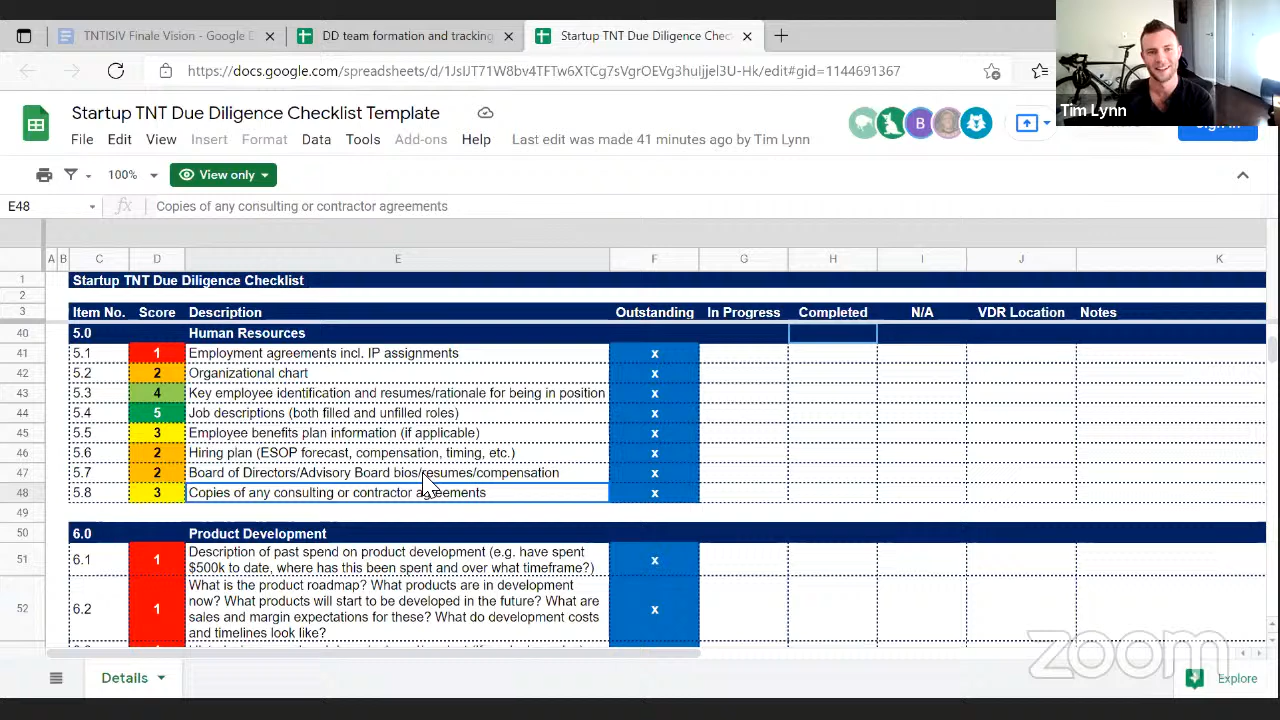 TNTISIV Finale Vision - Google E
DD team formation and tracking
Startup TNT Due Diligence Chec
https://docs.google.com/spreadsheets/d/1JsIJT71W8bv4TFTw6XTCg7sVgrOEVg3huljjel3U-Hk/edit#gid=1144691367
Tim Lynn
Startup TNT Due Diligence Checklist Template
B
File Edit View Insert Format Data Tools Add-ons Help Last edit was made 41 minutes ago by Tim Lynn
100% View only
E48 fx Copies of any consulting or contractor agreements
A B C D E F G H I J K
1 Startup TNT Due Diligence Checklist
2
3 Item No. Score Description Outstanding In Progress Completed N/A VDR Location Notes
40 5.0 Human Resources
41 5.1 1 Employment agreements incl. IP assignments x
42 5.2 2 Organizational chart x
43 5.3 4 Key employee identification and resumes/rationale for being in position x
44 5.4 5 Job descriptions (both filled and unfilled roles) x
45 5.5 3 Employee benefits plan information (if applicable) x
46 5.6 2 Hiring plan (ESOP forecast, compensation, timing, etc.) x
47 5.7 2 Board of Directors/Advisory Board bios/resumes/compensation x
48 5.8 3 Copies of any consulting or contractor agreements x
49
50 6.0 Product Development
51 6.1 1 Description of past spend on product development (e.g. have spent
$500k to date, where has this been spent and over what timeframe?) x
52 6.2 1 What is the product roadmap? What products are in development
now? What products will start to be developed in the future? What are
sales and margin expectations for these? What do development costs
and timelines look like? x
zoom
Details
Explore